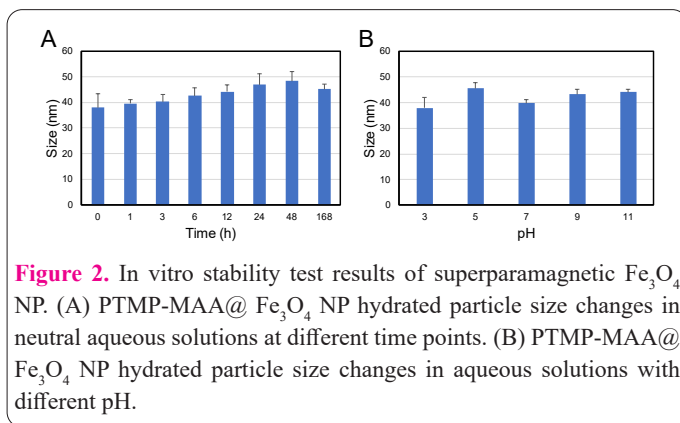 A
B
60
50
40
30
20
10
0
Size (nm)
0 1 3 6 12 24 48 168
Time (h)
60
50
40
30
20
10
0
Size (nm)
3 5 7 9 11
pH
Figure 2. In vitro stability test results of superparamagnetic Fe₃O₄
NP. (A) PTMP-MAA@ Fe₃O₄ NP hydrated particle size changes in
neutral aqueous solutions at different time points. (B) PTMP-MAA@
Fe₃O₄ NP hydrated particle size changes in aqueous solutions with
different pH.